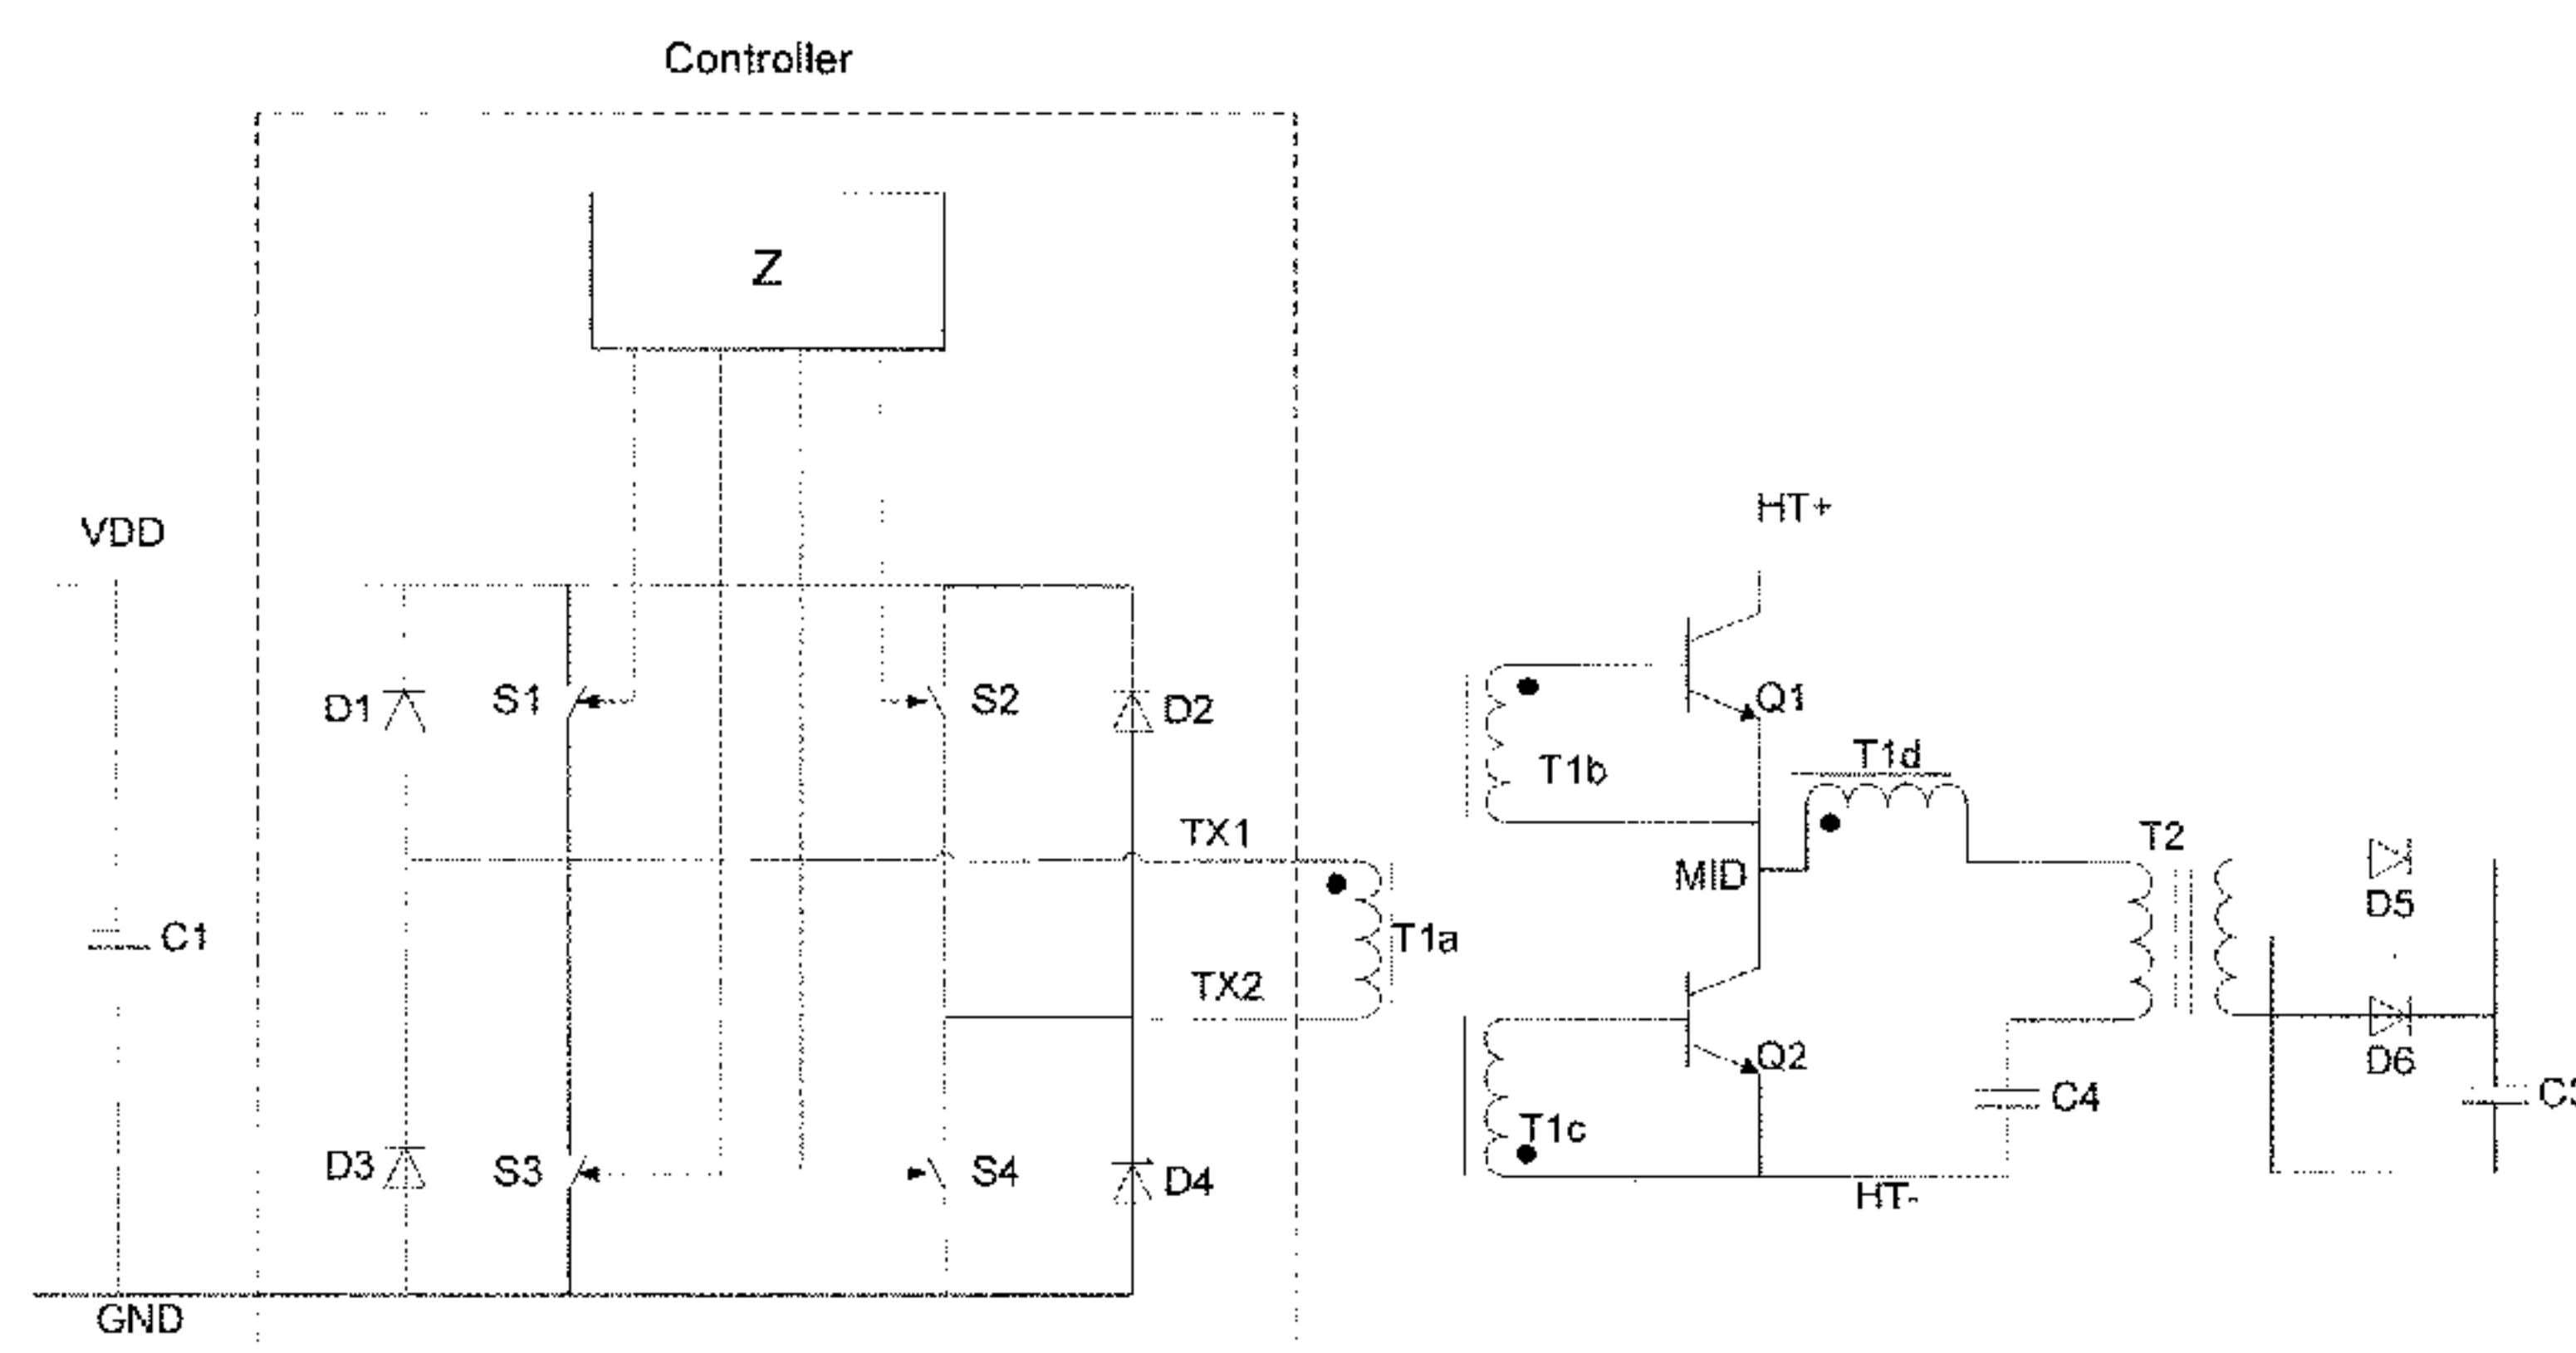 Controller
Z
VDD
HT+
D1
S1
S2
D2
Q1
T1b
T1d
TX1
T2
MID
D5
C1
T1a
TX2
Q2
D6
C4
T1c
D3
S3
S4
D4
HT-
GND